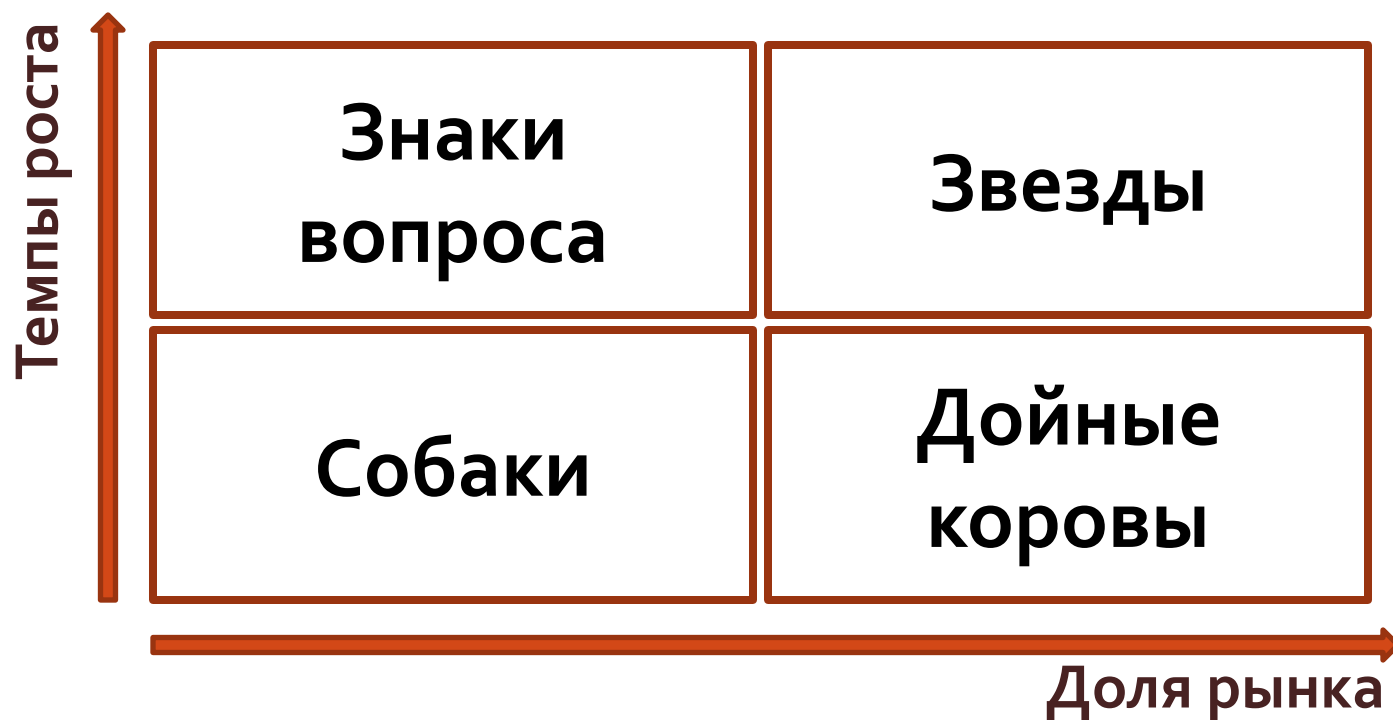 Темпы роста
Знаки
вопроса
Звезды
Собаки
Дойные
коровы
Доля рынка